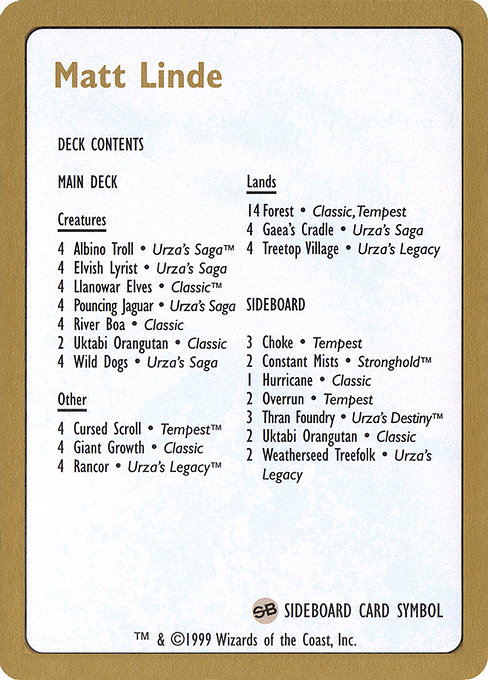 Matt Linde
DECK CONTENTS
MAIN DECK
Creatures
4 Albino Troll • Urza's Saga™
4 Elvish Lyrist • Urza's Saga
4 Llanowar Elves • Classic™
4 Pouncing Jaguar • Urza's Saga
4 River Boa • Classic
2 Uktabi Orangutan • Classic
4 Wild Dogs • Urza's Saga
Other
4 Cursed Scroll • Tempest™
4 Giant Growth • Classic
4 Rancor • Urza's Legacy™
Lands
14 Forest • Classic, Tempest
4 Gaea's Cradle • Urza's Saga
4 Treetop Village • Urza's Legacy
SIDEBOARD
3 Choke • Tempest
2 Constant Mists • Stronghold™
1 Hurricane • Classic
2 Overrun • Tempest
3 Thran Foundry • Urza's Destiny™
2 Uktabi Orangutan • Classic
2 Weatherseed Treefolk • Urza's
Legacy
SB SIDEBOARD CARD SYMBOL
™ & ©1999 Wizards of the Coast, Inc.